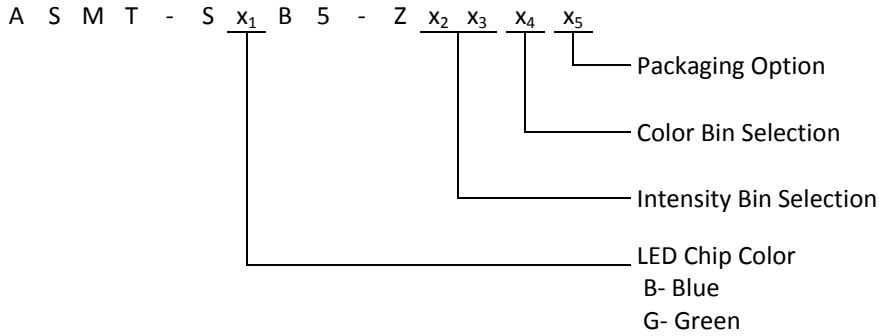 A S M T - S x₁ B 5 - Z x₂ x₃ x₄ x₅
Packaging Option
Color Bin Selection
Intensity Bin Selection
LED Chip Color
B- Blue
G- Green